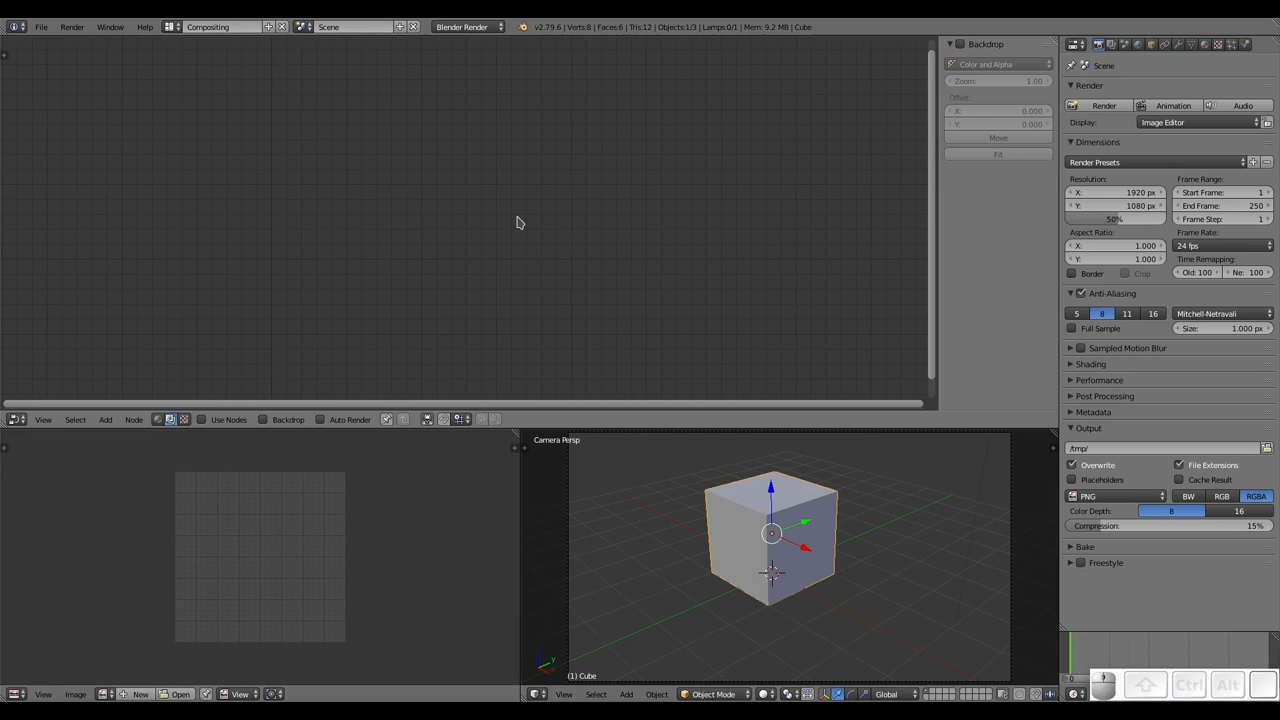 File Render Window Help Compositing Scene Blender Render v2.79.6 | Verts:8 | Faces:6 | Tris:12 | Objects:1/3 | Lamps:0/1 | Mem: 9.2 MB | Cube
Backdrop
Color and Alpha
Zoom: 1.00
Offset:
X: 0.000
Y: 0.000
Move
Fit
Scene
Render
Render Animation Audio
Display: Image Editor
Dimensions
Render Presets
Resolution: Frame Range:
X: 1920 px Start Frame: 1
Y: 1080 px End Frame: 250
50% Frame Step: 1
Aspect Ratio: Frame Rate:
X: 1.000 24 fps
Y: 1.000 Time Remapping:
Border Crop Old: 100 Ne: 100
Anti-Aliasing
5 8 11 16 Mitchell-Netravali
Full Sample Size: 1.000 px
Sampled Motion Blur
Shading
Performance
Post Processing
Metadata
Output
/tmp/
Overwrite File Extensions
Placeholders Cache Result
PNG BW RGB RGBA
Color Depth: 8 16
Compression: 15%
Bake
Freestyle
View Select Add Node Use Nodes Backdrop Auto Render
Camera Persp
(1) Cube
View Image New Open View
View Select Add Object Object Mode Global
Ctrl Alt